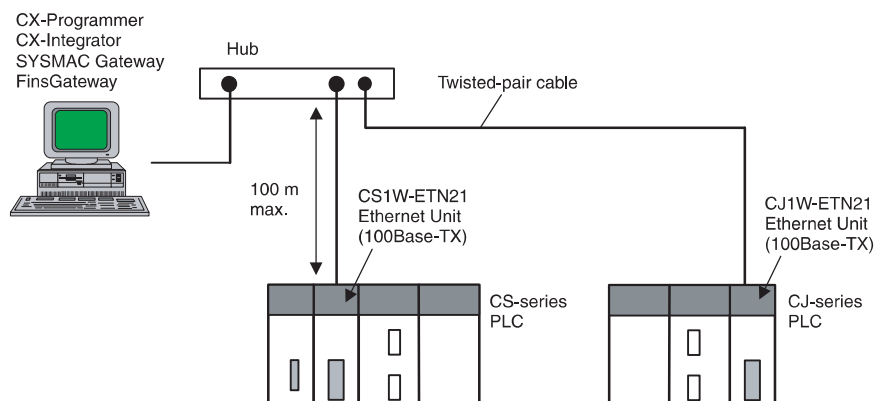 CX-Programmer
CX-Integrator
SYSMAC Gateway
FinsGateway
Hub
Twisted-pair cable
100 m
max.
CS1W-ETN21
Ethernet Unit
(100Base-TX)
CJ1W-ETN21
Ethernet Unit
(100Base-TX)
CS-series
PLC
CJ-series
PLC